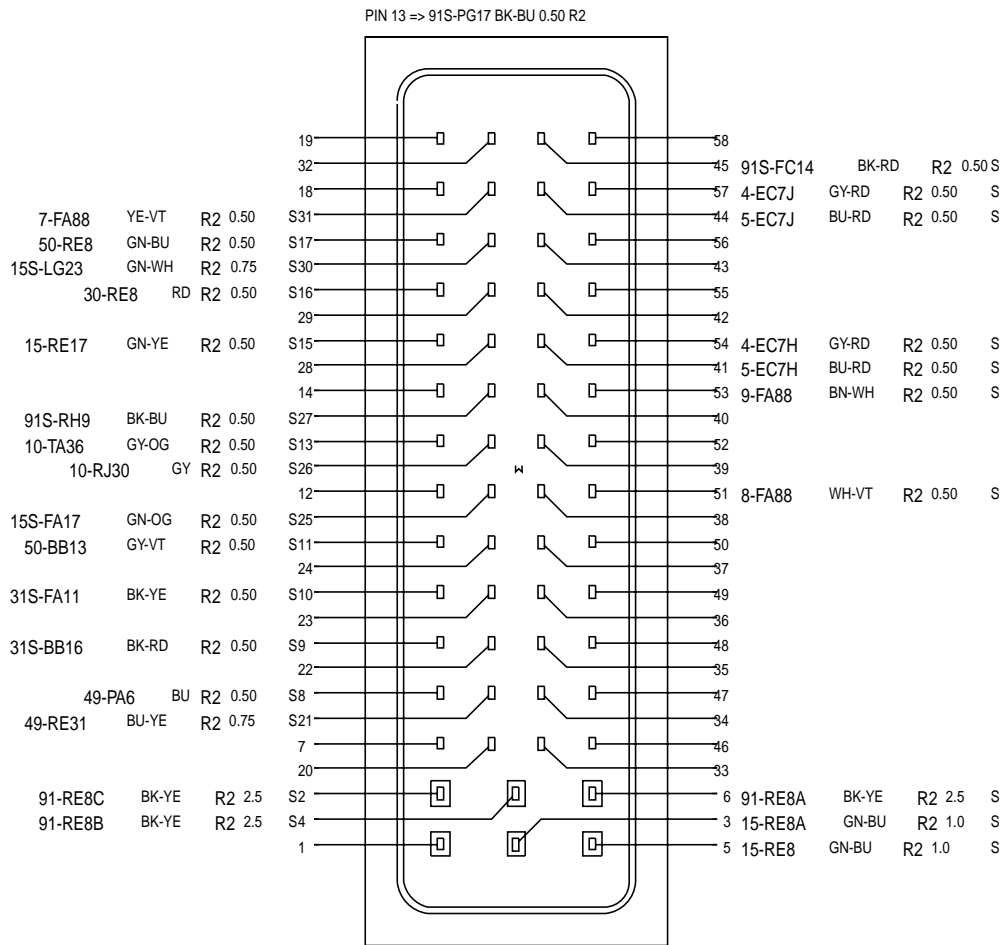 PIN 13 => 91S-PG17 BK-BU 0.50 R2
19 58
32 45 91S-FC14 BK-RD R2 0.50 S
18 57 4-EC7J GY-RD R2 0.50 S
7-FA88 YE-VT R2 0.50 S31 44 5-EC7J BU-RD R2 0.50 S
50-RE8 GN-BU R2 0.50 S17 56
15S-LG23 GN-WH R2 0.75 S30 43
30-RE8 RD R2 0.50 S16 55
29 42
15-RE17 GN-YE R2 0.50 S15 54 4-EC7H GY-RD R2 0.50 S
28 41 5-EC7H BU-RD R2 0.50 S
14 53 9-FA88 BN-WH R2 0.50 S
91S-RH9 BK-BU R2 0.50 S27 40
10-TA36 GY-OG R2 0.50 S13 52
10-RJ30 GY R2 0.50 S26 39
12 51 8-FA88 WH-VT R2 0.50 S
15S-FA17 GN-OG R2 0.50 S25 38
50-BB13 GY-VT R2 0.50 S11 50
24 37
31S-FA11 BK-YE R2 0.50 S10 49
23 36
31S-BB16 BK-RD R2 0.50 S9 48
22 35
49-PA6 BU R2 0.50 S8 47
49-RE31 BU-YE R2 0.75 S21 34
7 46
20 33
91-RE8C BK-YE R2 2.5 S2 6 91-RE8A BK-YE R2 2.5 S
91-RE8B BK-YE R2 2.5 S4 3 15-RE8A GN-BU R2 1.0 S
1 5 15-RE8 GN-BU R2 1.0 S